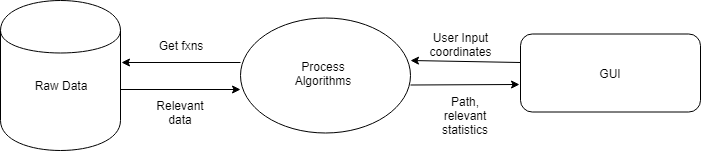 Raw Data
Get fxns
Relevant
data
Process
Algorithms
User Input
coordinates
Path,
relevant
statistics
GUI